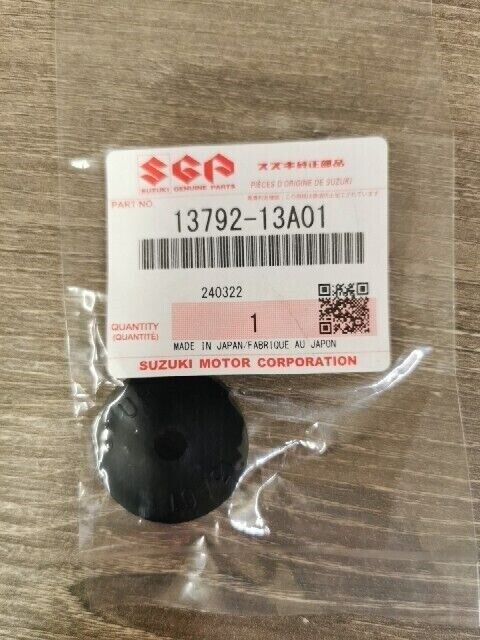 SGP
スズキ純正部品
SUZUKI GENUINE PARTS
PIÈCES D'ORIGINE DE SUZUKI
PART NO.
13792-13A01
240322
QUANTITY
(QUANTITÉ)
1
MADE IN JAPAN/FABRIQUE AU JAPON
SUZUKI MOTOR CORPORATION